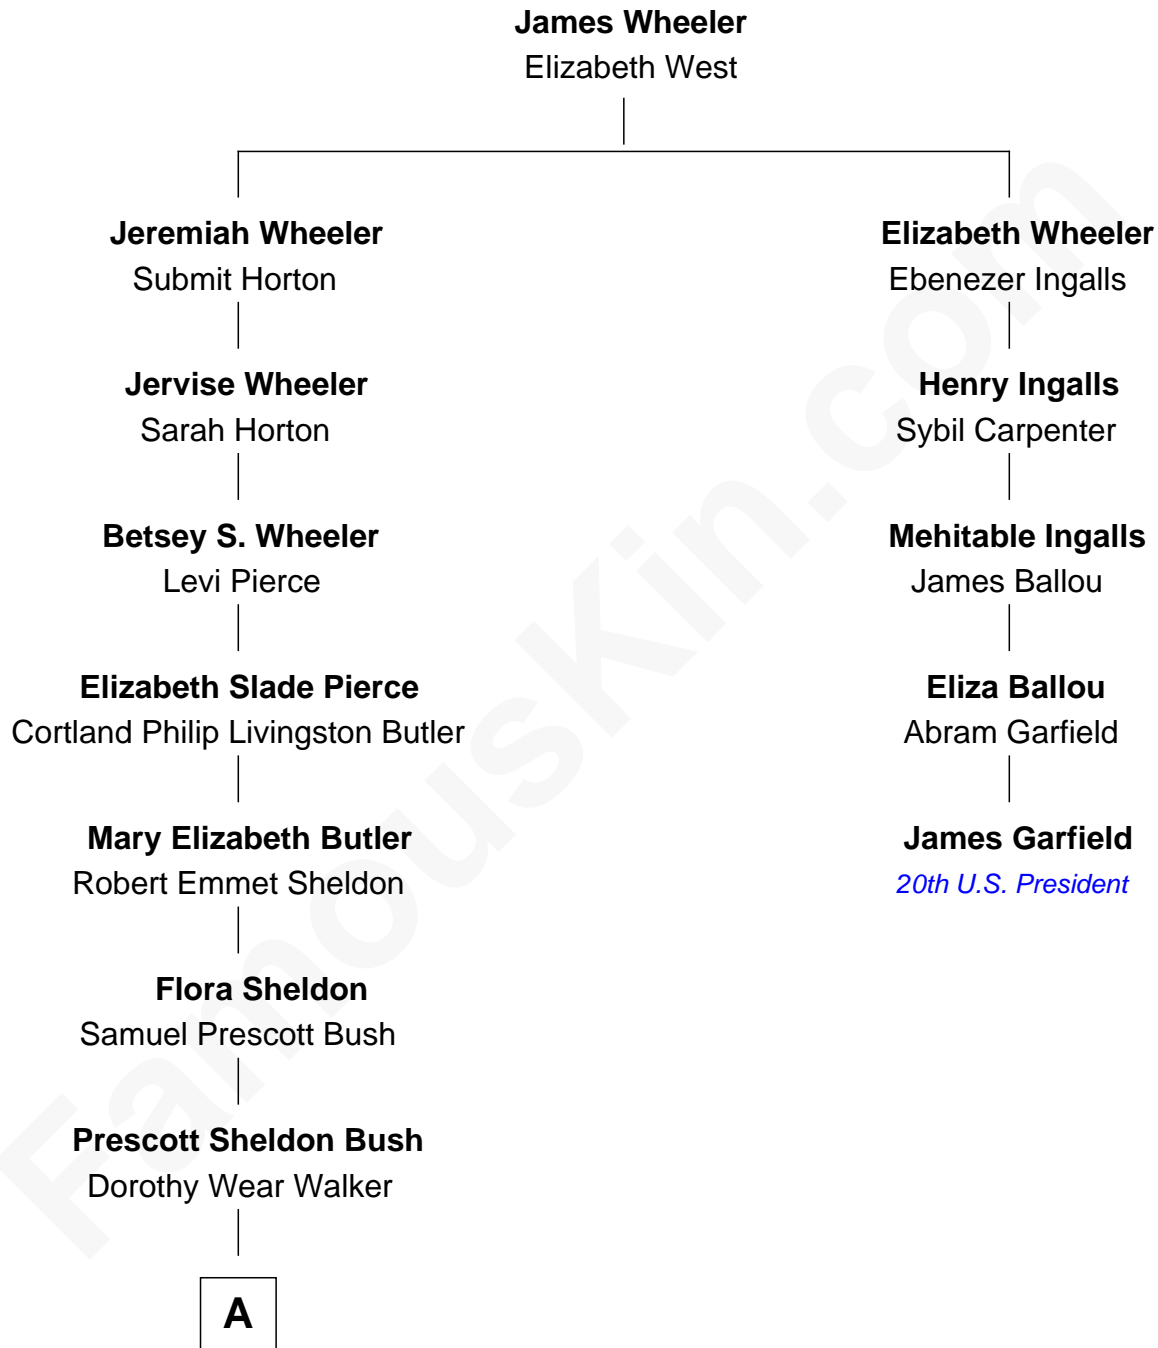 James Wheeler
Elizabeth West
Jeremiah Wheeler
Submit Horton
Elizabeth Wheeler
Ebenezer Ingalls
Jervise Wheeler
Sarah Horton
Henry Ingalls
Sybil Carpenter
Betsey S. Wheeler
Levi Pierce
Mehitable Ingalls
James Ballou
Elizabeth Slade Pierce
Cortland Philip Livingston Butler
Eliza Ballou
Abram Garfield
Mary Elizabeth Butler
Robert Emmet Sheldon
James Garfield
20th U.S. President
Flora Sheldon
Samuel Prescott Bush
Prescott Sheldon Bush
Dorothy Wear Walker
A
FamousKin.com